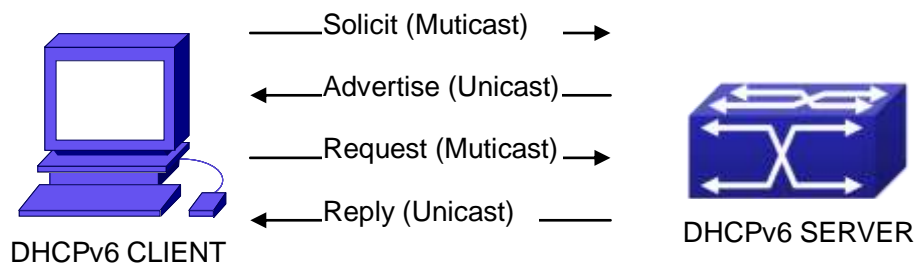 Solicit (Muticast)
Advertise (Unicast)
Request (Muticast)
Reply (Unicast)
DHCPv6 CLIENT
DHCPv6 SERVER